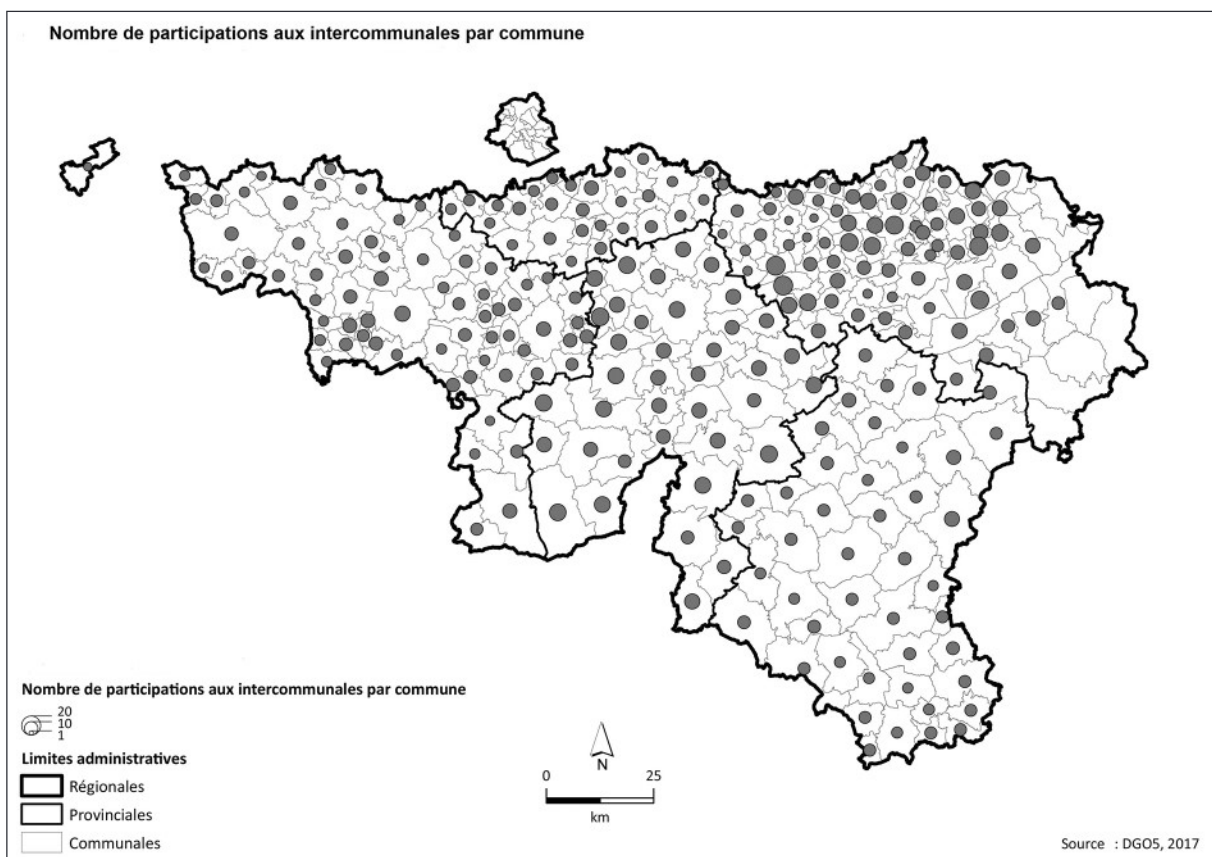 Nombre de participations aux intercommunales par commune
Nombre de participations aux intercommunales par commune
20
10
1
Limites administratives
Régionales
Provinciales
Communales
N
0 25
km
Source : DGO5, 2017